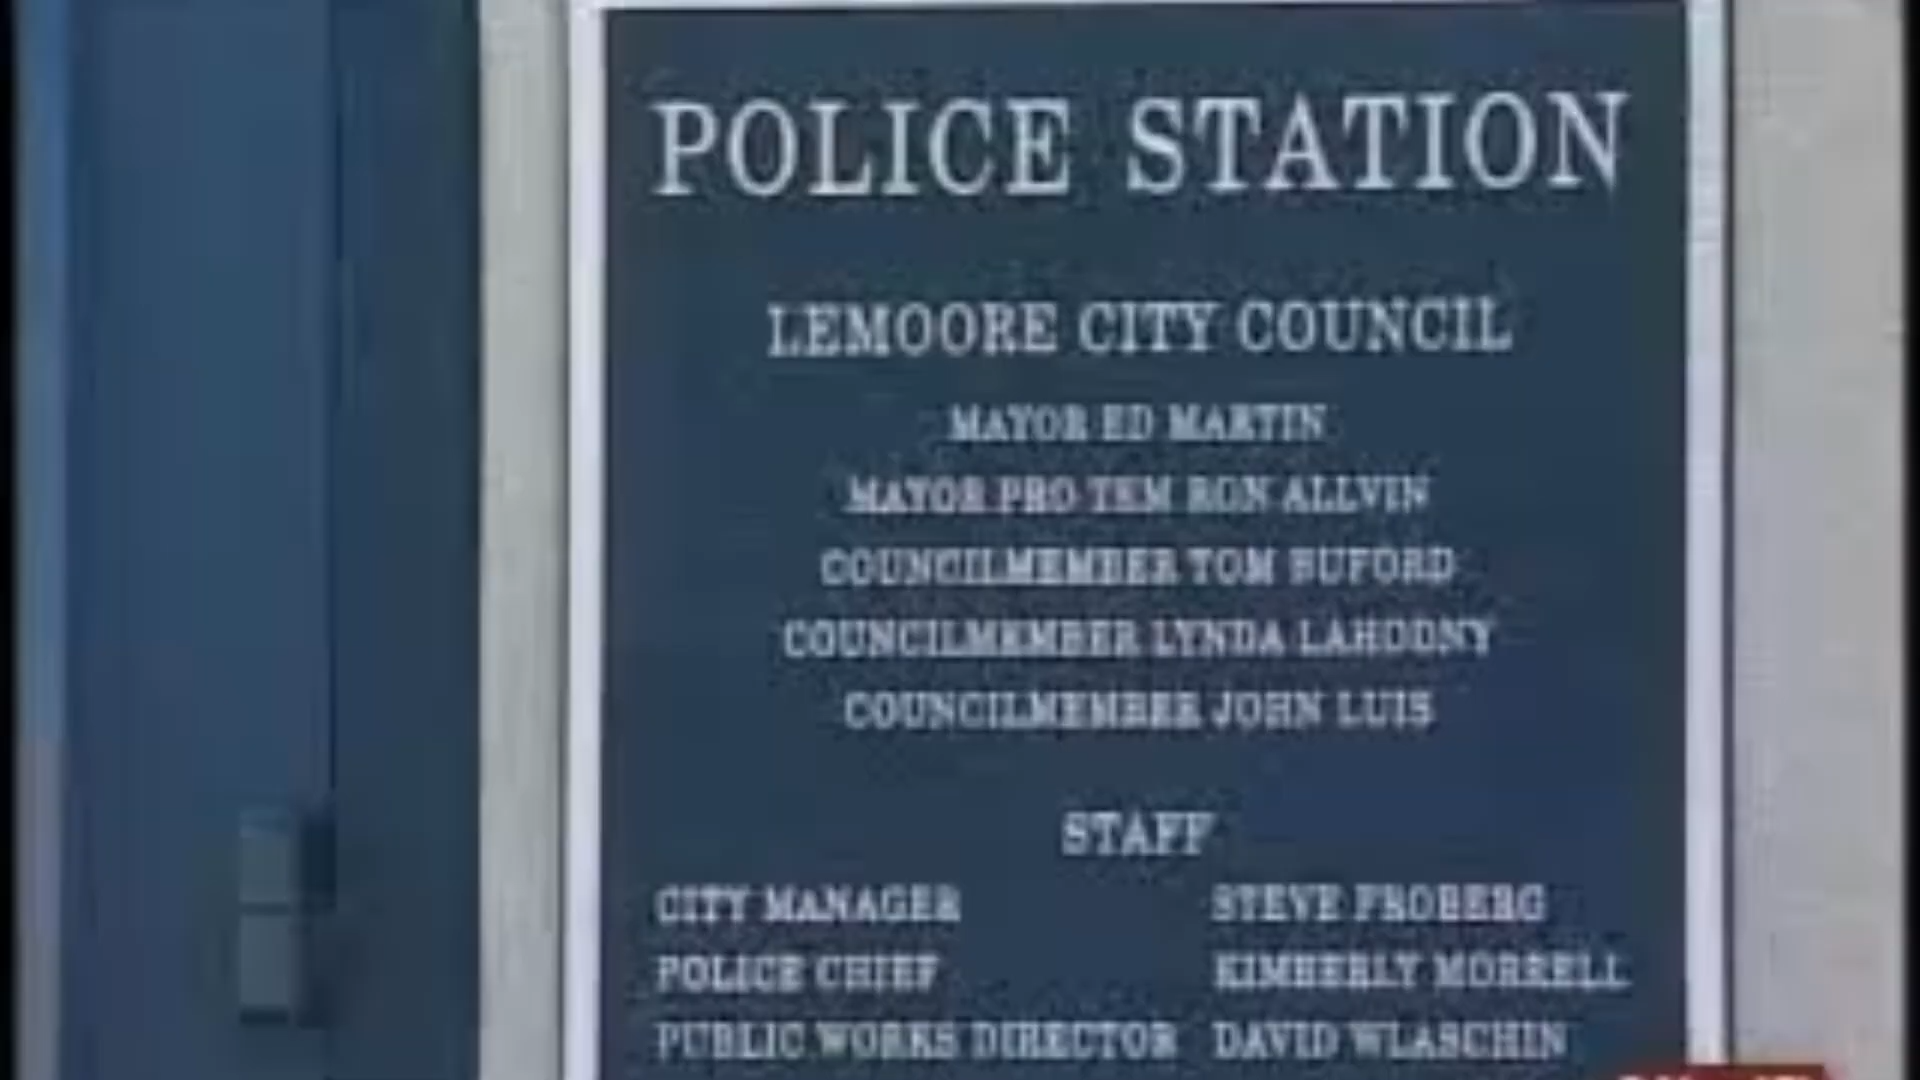 POLICE STATION
LEMOORE CITY COUNCIL
MAYOR ED MARTIN
MAYOR PRO TEM RON ALLVIN
COUNCILMEMBER TOM BUFORD
COUNCILMEMBER LYNDA LAHODNY
COUNCILMEMBER JOHN LUIS
STAFF
CITY MANAGER STEVE FROBERG
POLICE CHIEF KIMBERLY MORRELL
PUBLIC WORKS DIRECTOR DAVID WLASCHIN